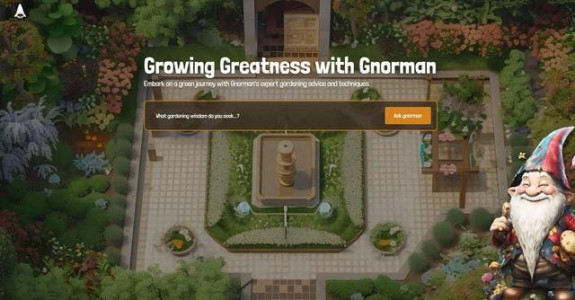 Growing Greatness with Gnorman
Embark on a green journey with Gnorman's expert gardening advice and techniques.
What gardening wisdom do you seek...?
Ask gnorman